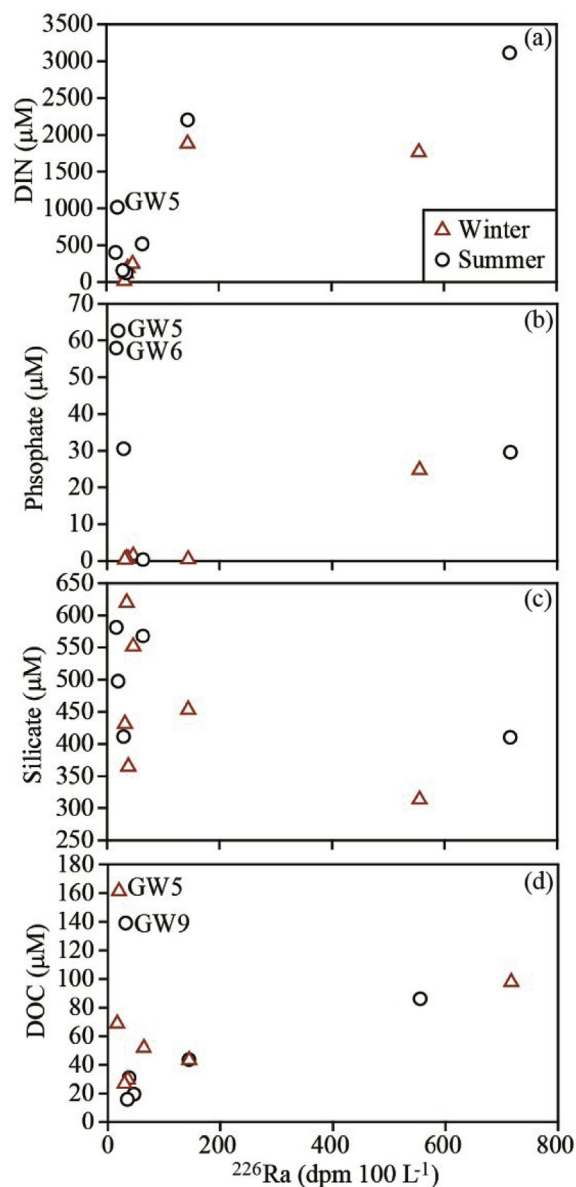 (a)
3500
3000
2500
2000
1500
1000
500
0
DIN (μM)
GW5
Winter
Summer
(b)
70
60
50
40
30
20
10
0
Phsophate (μM)
GW5
GW6
(c)
650
600
550
500
450
400
350
300
250
Silicate (μM)
(d)
180
160
140
120
100
80
60
40
20
0
DOC (μM)
GW5
GW9
0 200 400 600 800
²²⁶Ra (dpm 100 L⁻¹)